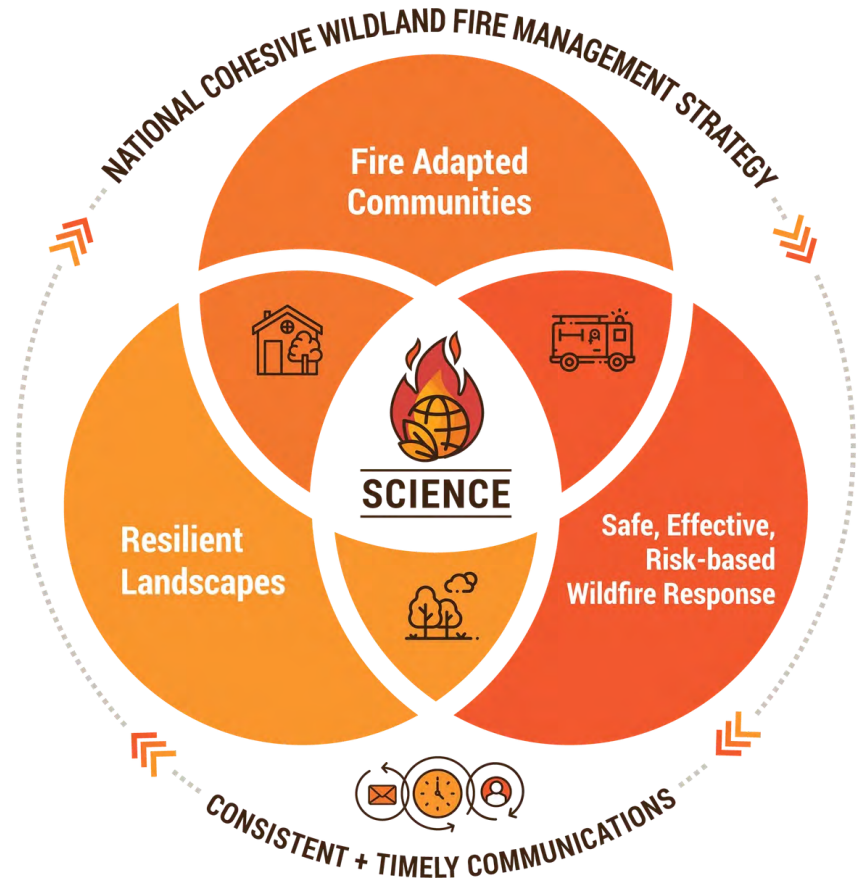 NATIONAL COHESIVE WILDLAND FIRE MANAGEMENT STRATEGY
Fire Adapted
Communities
SCIENCE
Resilient
Landscapes
Safe, Effective,
Risk-based
Wildfire Response
CONSISTENT + TIMELY COMMUNICATIONS